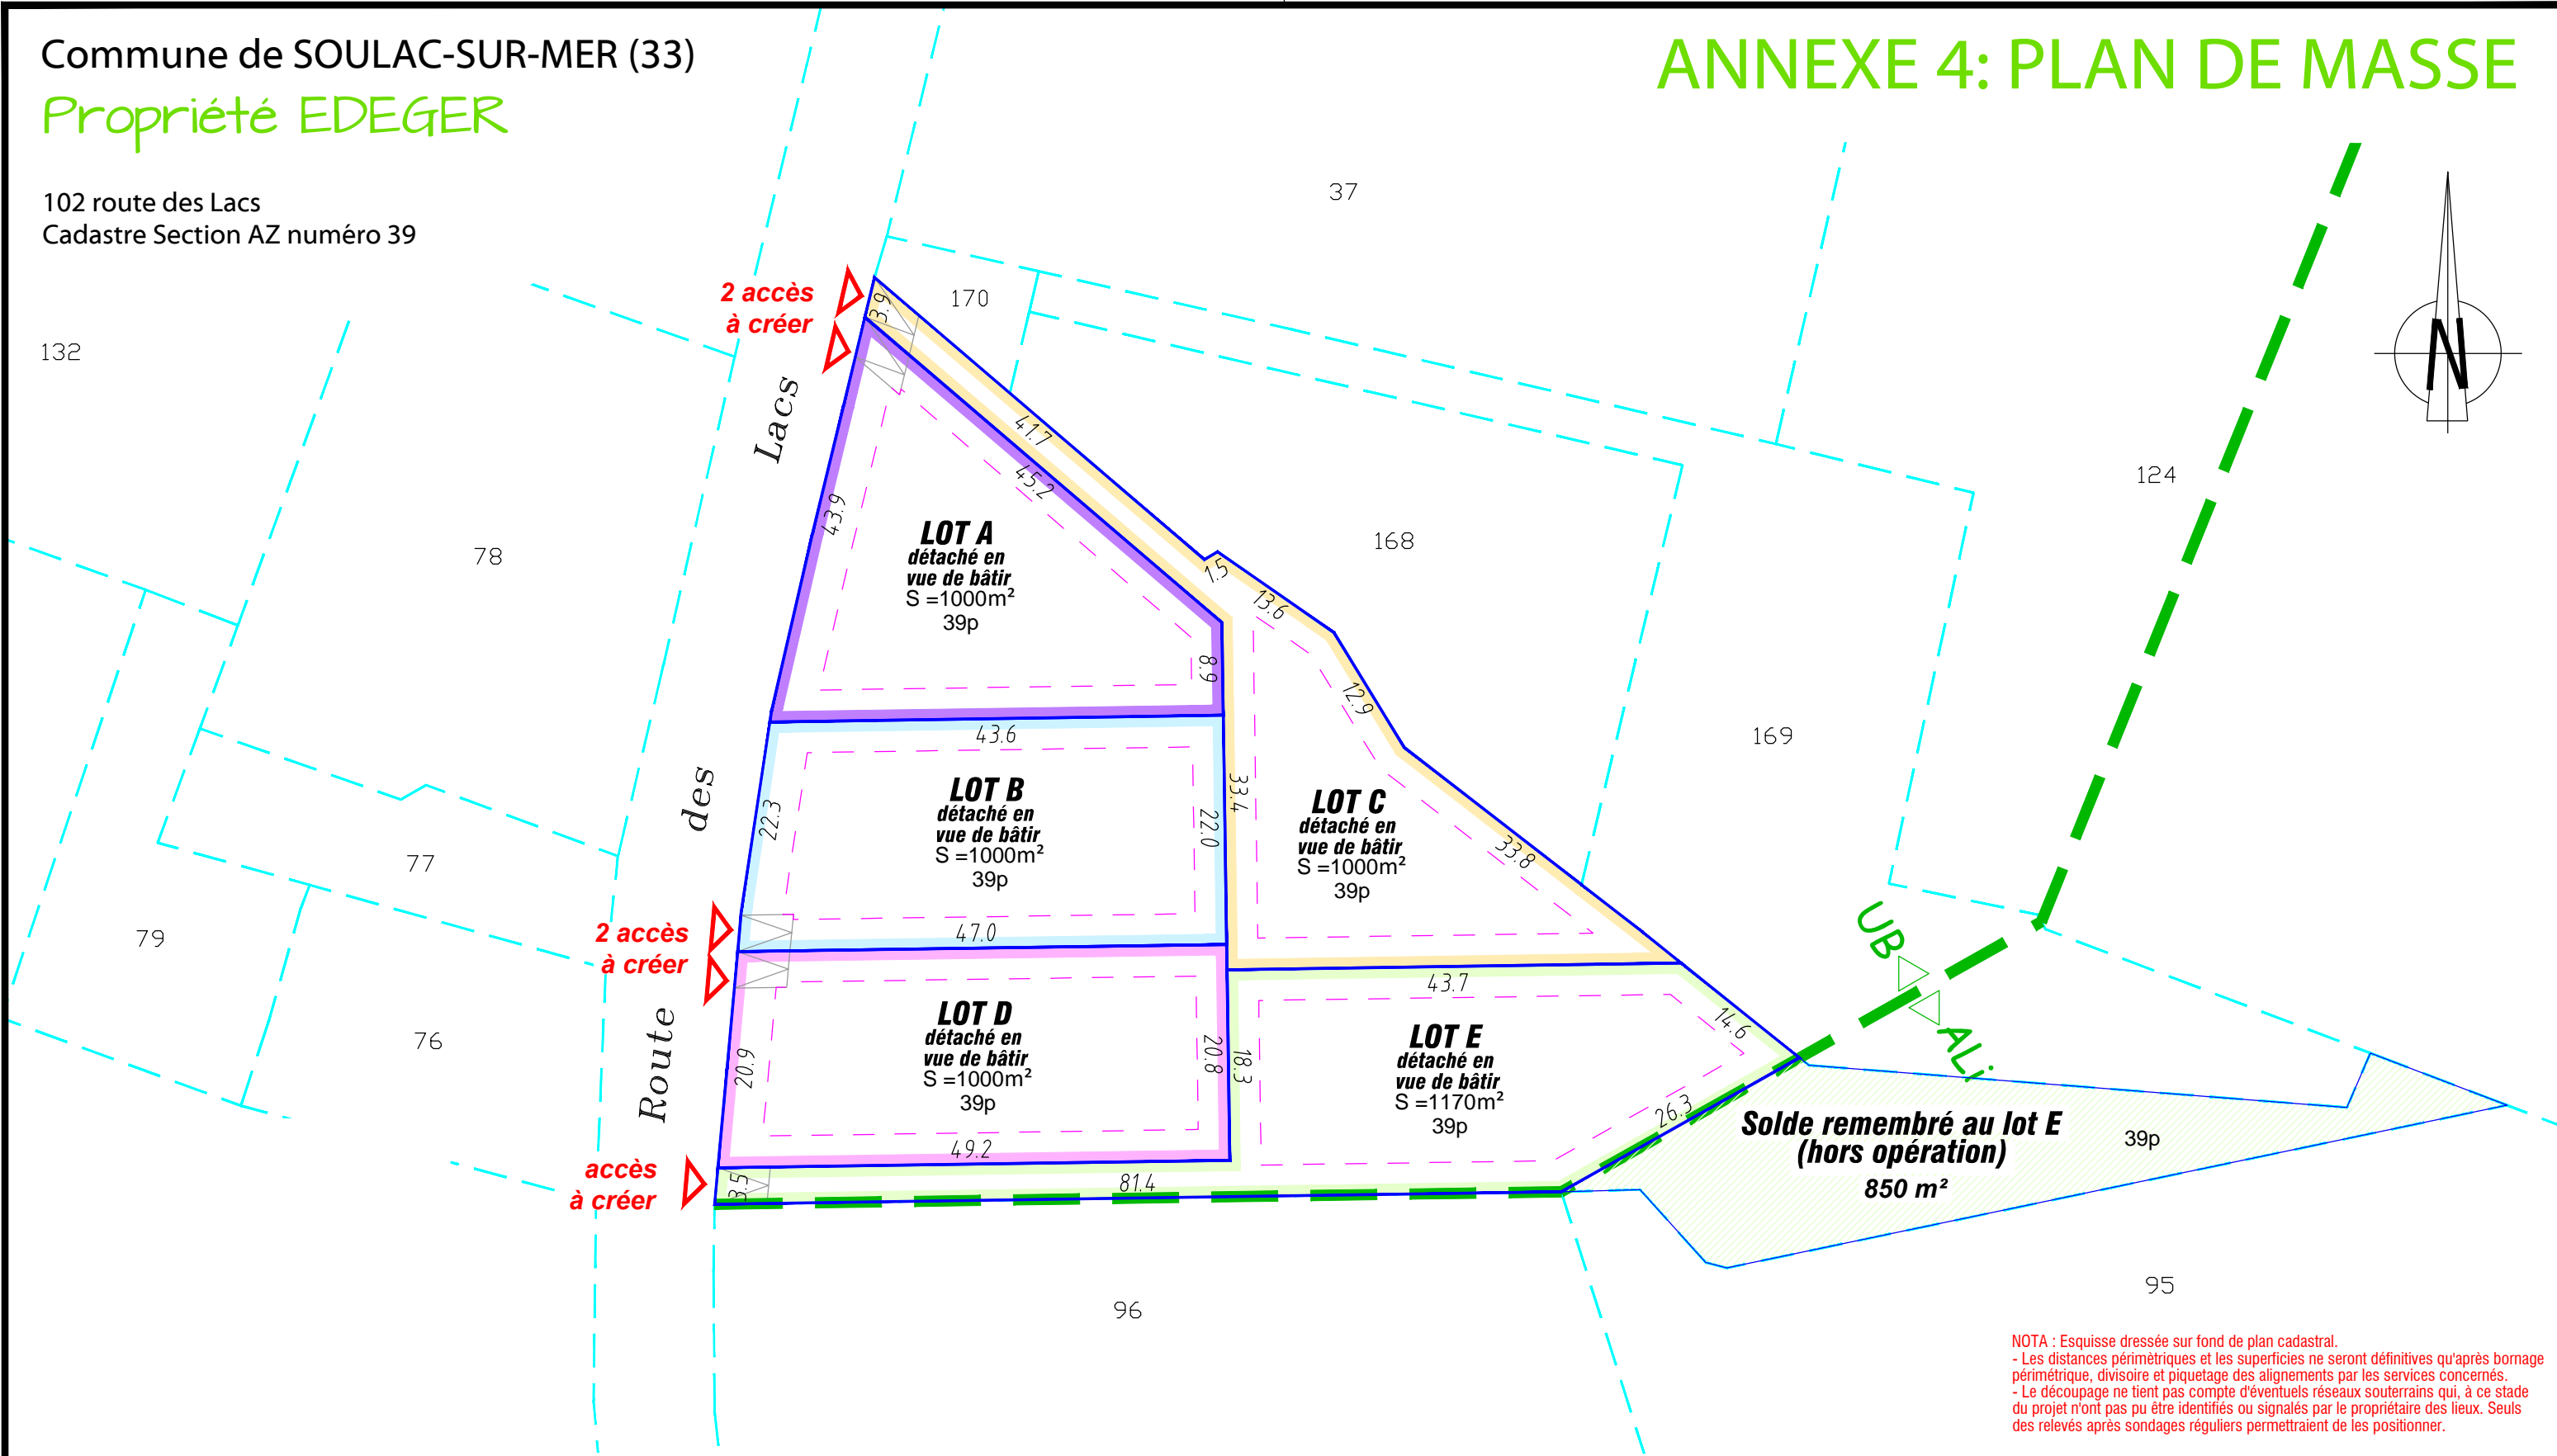 Commune de SOULAC-SUR-MER (33)
Propriété EDEGER
ANNEXE 4: PLAN DE MASSE
102 route des Lacs
Cadastre Section AZ numéro 39
37
170
132
2 accès
à créer
3.9
N
Lacs
41.7
45.2
43.9
124
78
168
LOT A
détaché en
vue de bâtir
S =1000m²
39p
1.5
13.6
8.9
12.9
43.6
169
des
22.3
LOT B
détaché en
vue de bâtir
S =1000m²
39p
22.0
33.4
LOT C
détaché en
vue de bâtir
S =1000m²
39p
33.8
77
79
2 accès
à créer
47.0
UB
ALi
43.7
76
Route
20.9
LOT D
détaché en
vue de bâtir
S =1000m²
39p
20.8
18.3
LOT E
détaché en
vue de bâtir
S =1170m²
39p
14.6
26.3
Solde remembré au lot E
(hors opération)
850 m²
39p
49.2
accès
à créer
3.5
81.4
96
95
NOTA : Esquisse dressée sur fond de plan cadastral.
- Les distances périmètriques et les superficies ne seront définitives qu'après bornage
périmétrique, divisoire et piquetage des alignements par les services concernés.
- Le découpage ne tient pas compte d'éventuels réseaux souterrains qui, à ce stade
du projet n'ont pas pu être identifiés ou signalés par le propriétaire des lieux. Seuls
des relevés après sondages réguliers permettraient de les positionner.